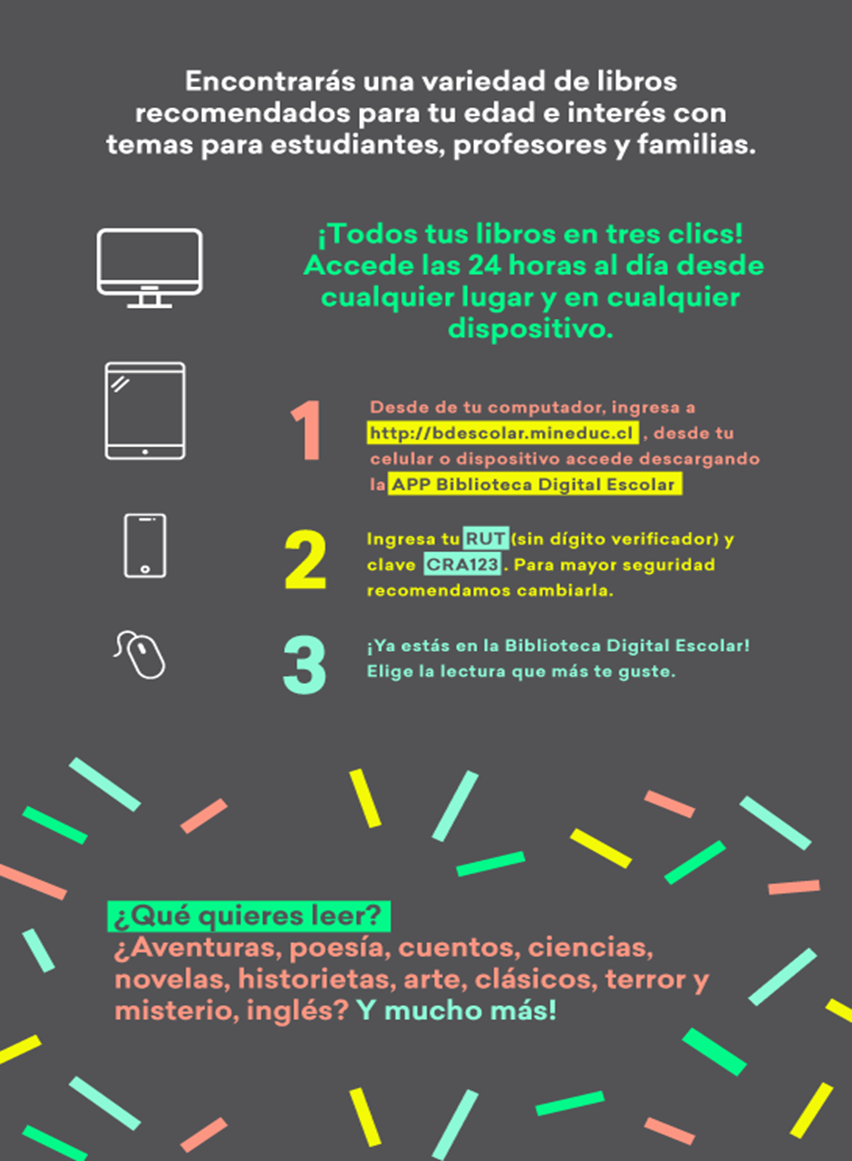 Encontrarás una variedad de libros
recomendados para tu edad e interés con
temas para estudiantes, profesores y familias.
¡Todos tus libros en tres clics!
Accede las 24 horas al día desde
cualquier lugar y en cualquier
dispositivo.
1
Desde de tu computador, ingresa a
http://bdescolar.mineduc.cl , desde tu
celular o dispositivo accede descargando
la APP Biblioteca Digital Escolar
2
Ingresa tu RUT (sin dígito verificador) y
clave CRA123 . Para mayor seguridad
recomendamos cambiarla.
3
¡Ya estás en la Biblioteca Digital Escolar!
Elige la lectura que más te guste.
¿Qué quieres leer?
¿Aventuras, poesía, cuentos, ciencias,
novelas, historietas, arte, clásicos, terror y
misterio, inglés? Y mucho más!